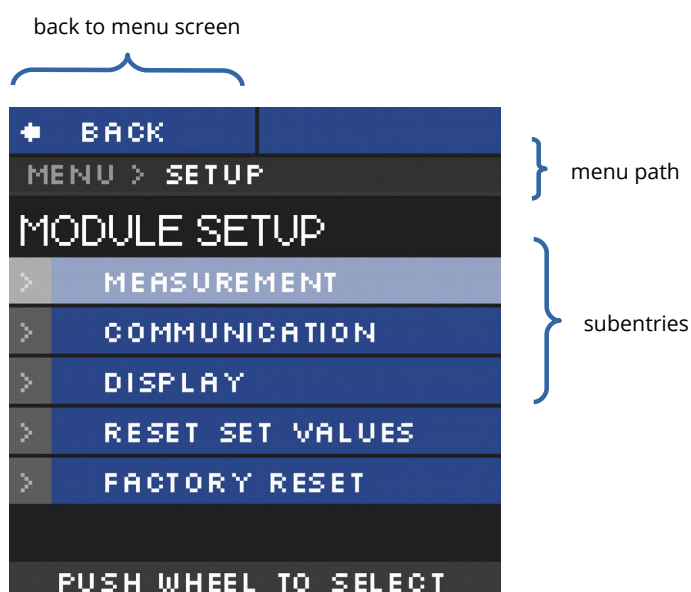 back to menu screen
BACK
MENU > SETUP
menu path
MODULE SETUP
> MEASUREMENT
> COMMUNICATION
subentries
> DISPLAY
> RESET SET VALUES
> FACTORY RESET
PUSH WHEEL TO SELECT